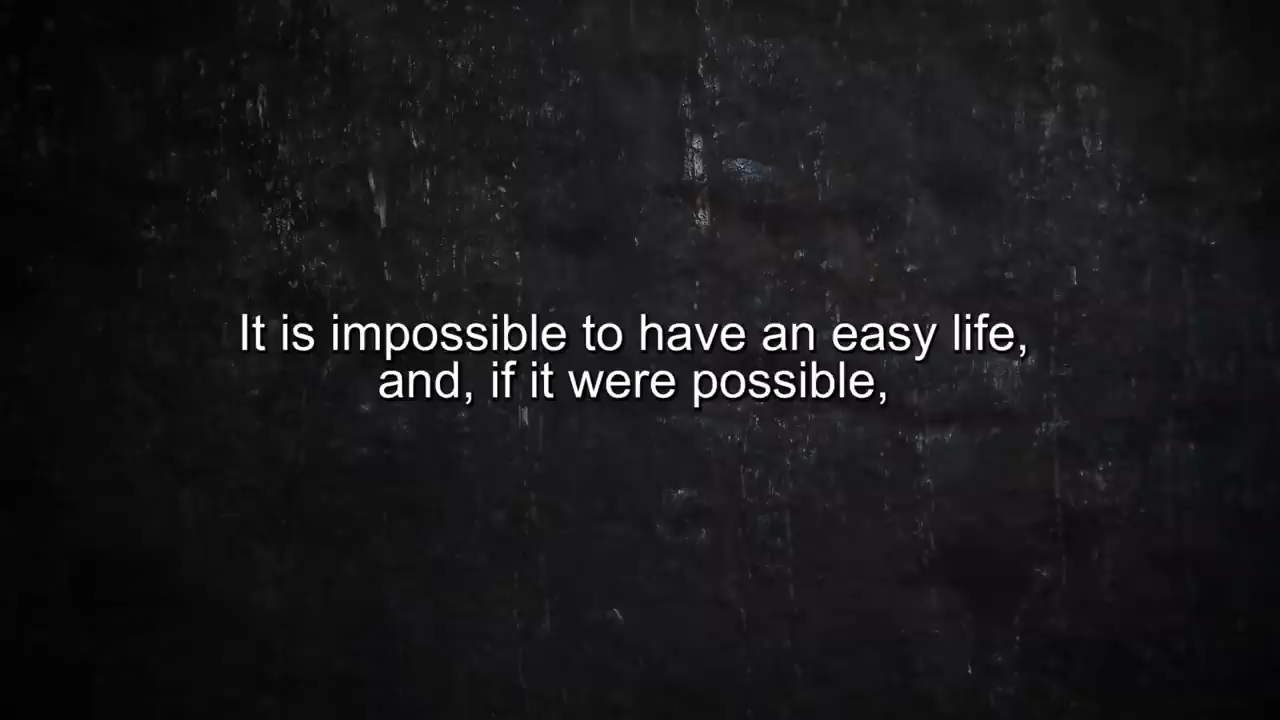 It is impossible to have an easy life,
and, if it were possible,